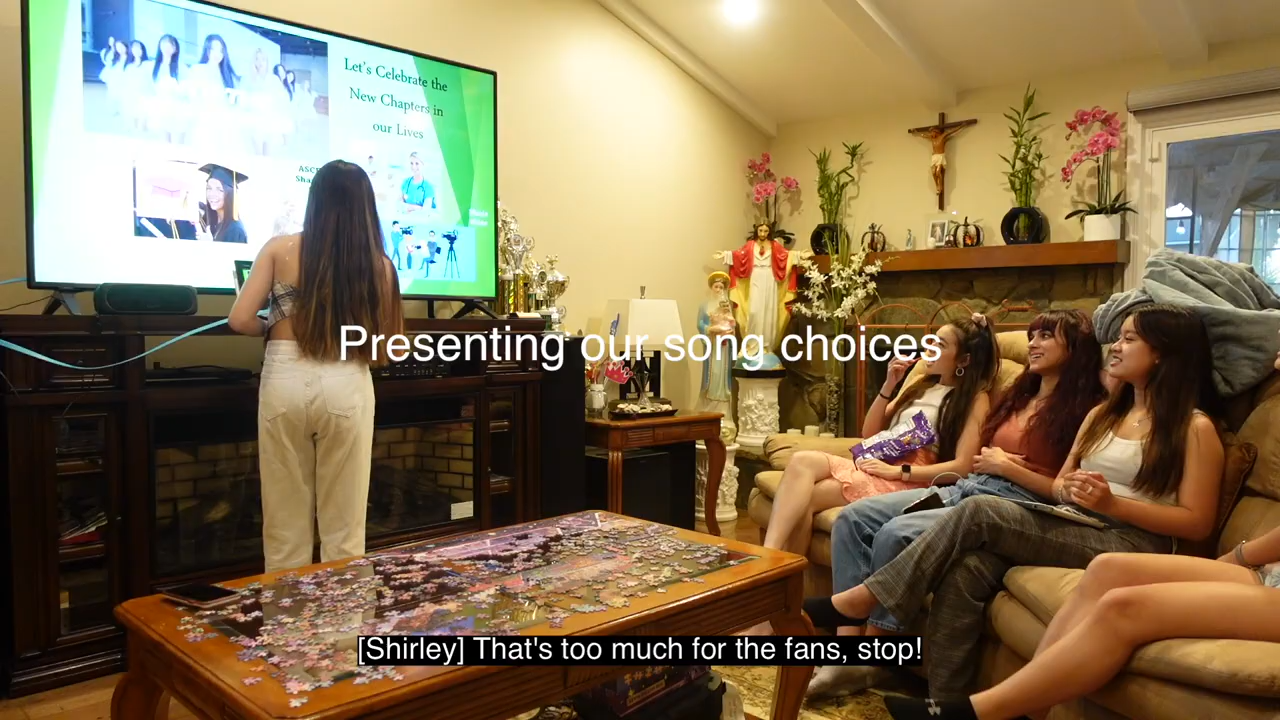 Let's Celebrate the
New Chapters in
our Lives
Presenting our song choices
[Shirley] That's too much for the fans, stop!